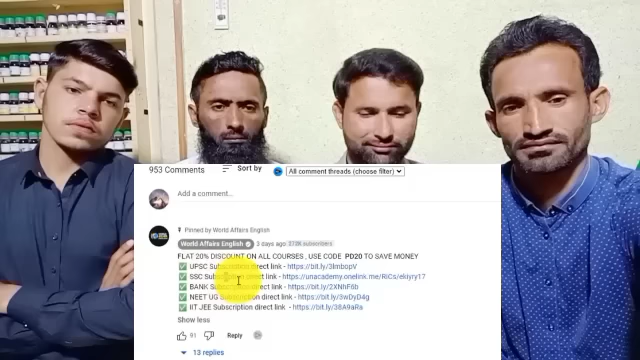 953 Comments
Sort by
All comment threads (choose filter)
Add a comment...
Pinned by World Affairs English
World Affairs English
3 days ago
FLAT 20% DISCOUNT ON ALL COURSES , USE CODE PD20 TO SAVE MONEY
✅ UPSC Subscription direct link - https://bit.ly/3lmbopV
✅ SSC Subscription direct link - https://unacademy.onelink.me/RiCs/ekiyry17
✅ BANK Subscription direct link - https://bit.ly/2XNhF6b
✅ NEET UG Subscription direct link - https://bit.ly/3wDyD4g
✅ IIT JEE Subscription direct link - https://bit.ly/38A9aRa
Show less
91
Reply
13 replies